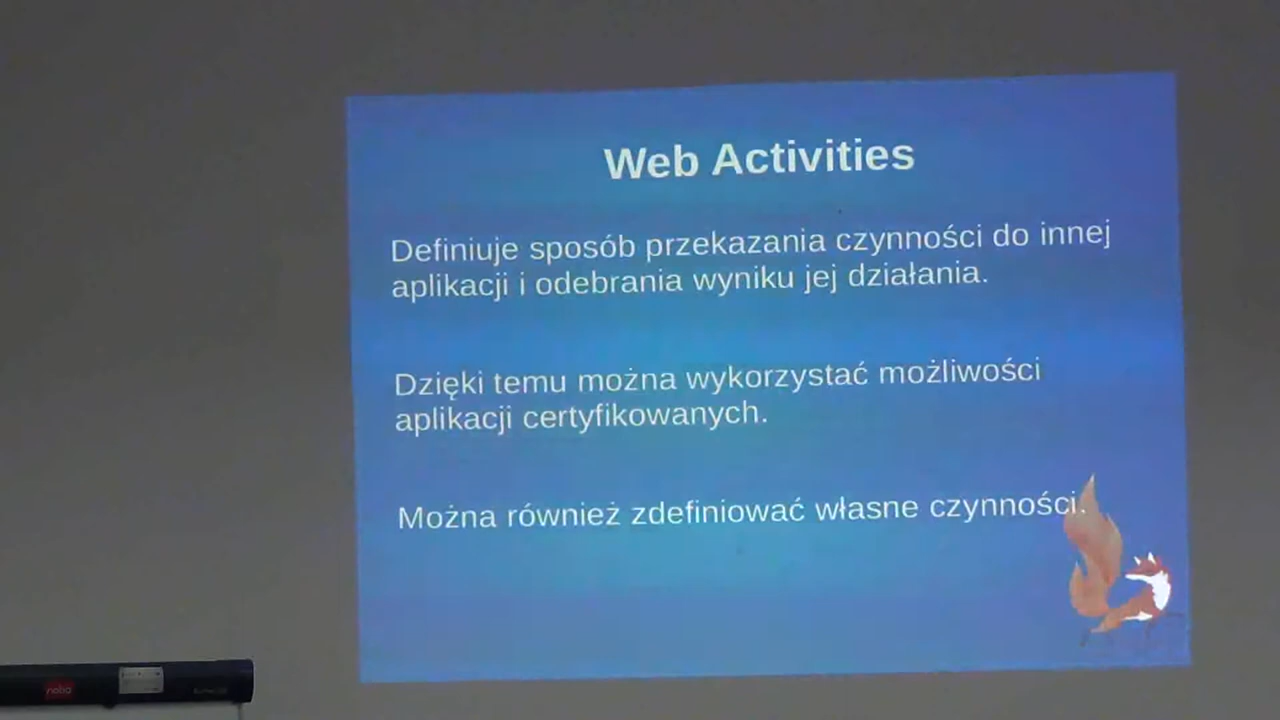 Web Activities
Definiuje sposób przekazania czynności do innej
aplikacji i odebrania wyniku jej działania.
Dzięki temu można wykorzystać możliwości
aplikacji certyfikowanych.
Można również zdefiniować własne czynności.
nobo